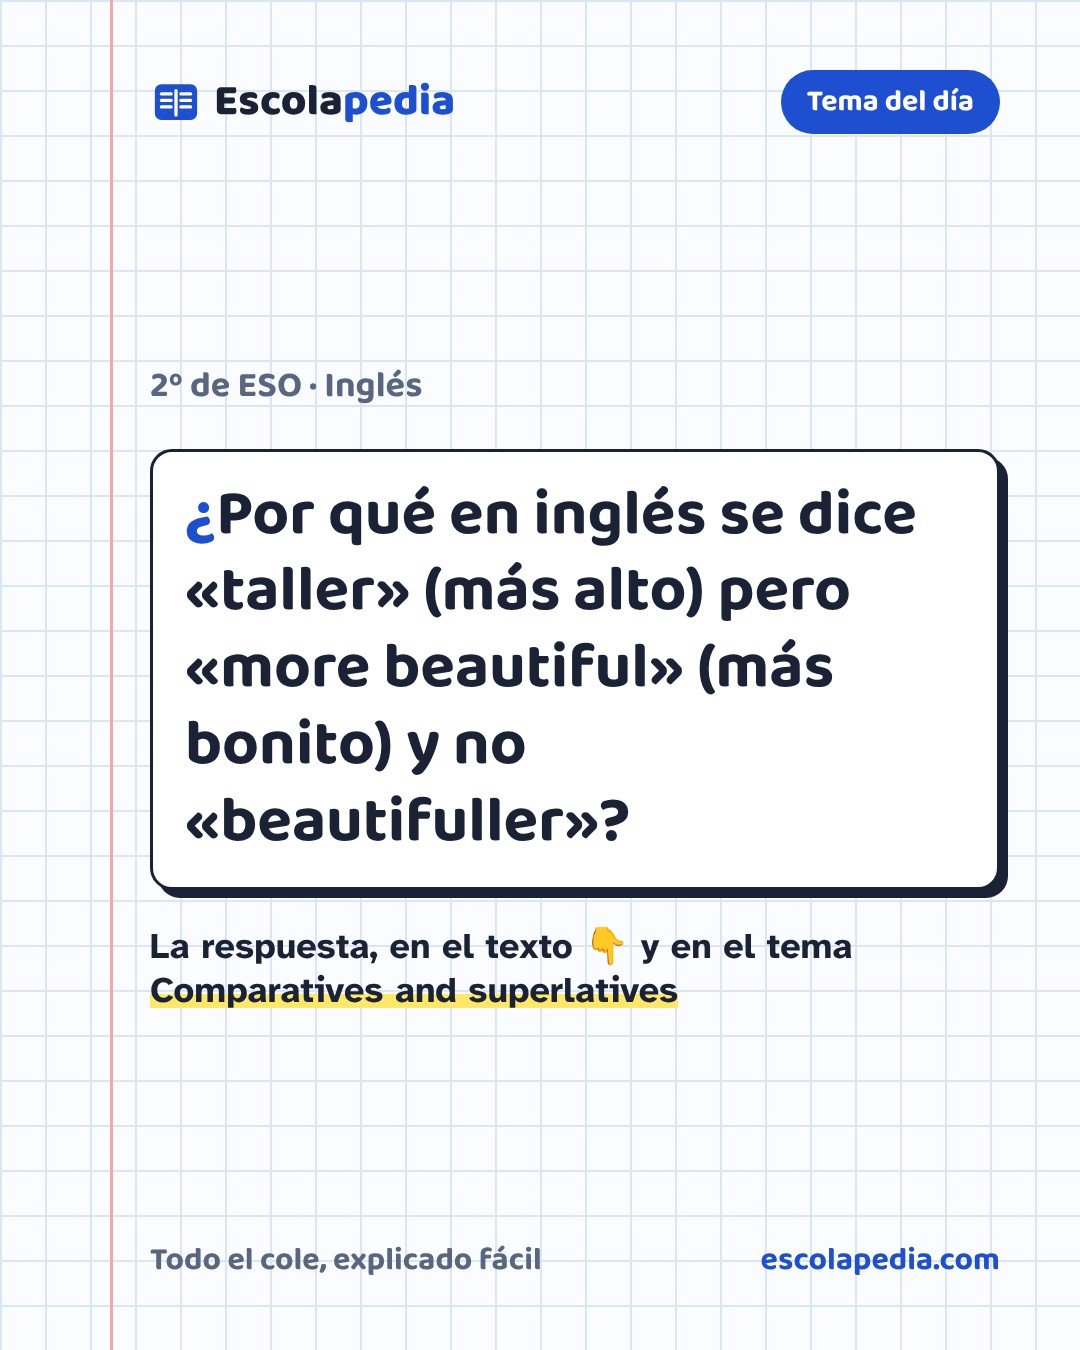 Escolapedia
Tema del día
2º de ESO · Inglés
¿Por qué en inglés se dice
«taller» (más alto) pero
«more beautiful» (más
bonito) y no
«beautifuller»?
La respuesta, en el texto 👇 y en el tema
Comparatives and superlatives
Todo el cole, explicado fácil
escolapedia.com